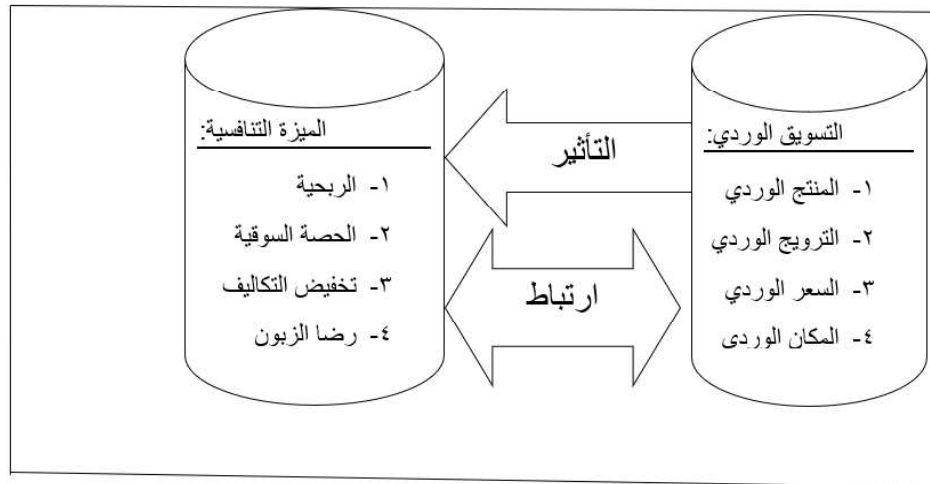 التسويق الوردي:
١- المنتج الوردي
٢- الترويج الوردي
٣- السعر الوردي
٤- المكان الوردي
التأثير
ارتباط
الميزة التنافسية:
١- الربحية
٢- الحصة السوقية
٣- تخفيض التكاليف
٤- رضا الزبون